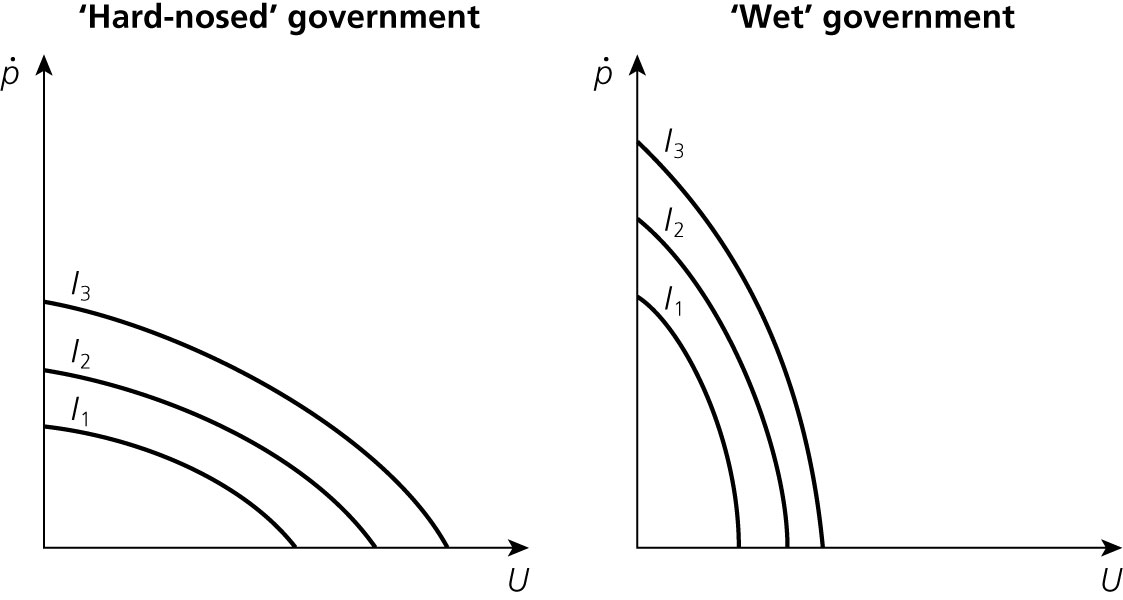 ‘Hard-nosed’ government
ṗ
I3
I2
I1
U
‘Wet’ government
ṗ
I3
I2
I1
U